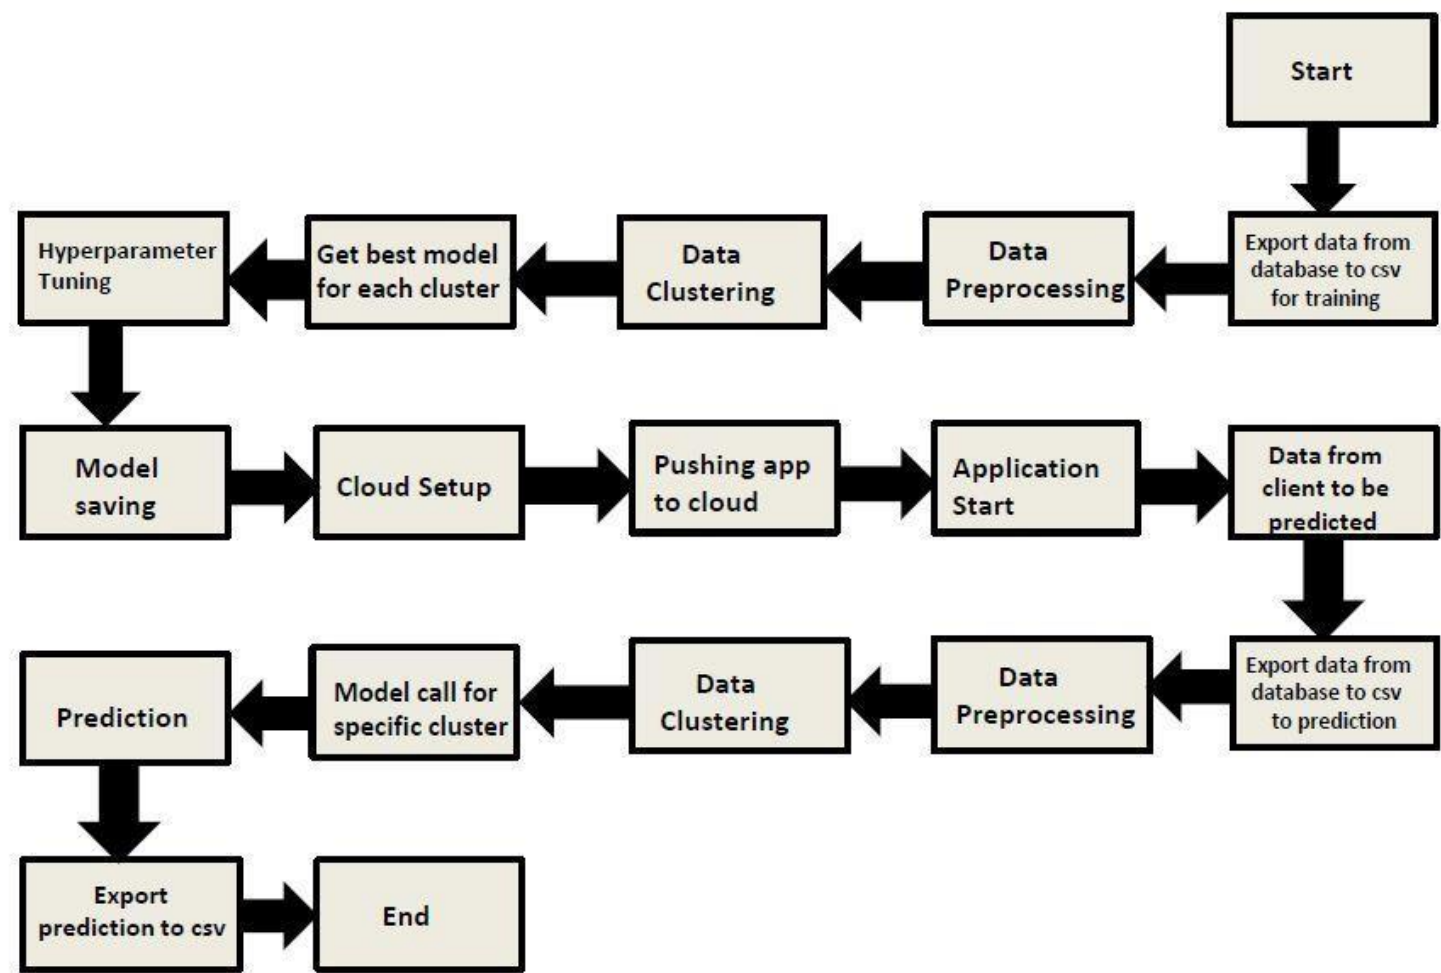 Start
Export data from
database to csv
for training
Data
Preprocessing
Data
Clustering
Get best model
for each cluster
Hyperparameter
Tuning
Model
saving
Cloud Setup
Pushing app
to cloud
Application
Start
Data from
client to be
predicted
Export data from
database to csv
to prediction
Data
Preprocessing
Data
Clustering
Model call for
specific cluster
Prediction
Export
prediction to csv
End